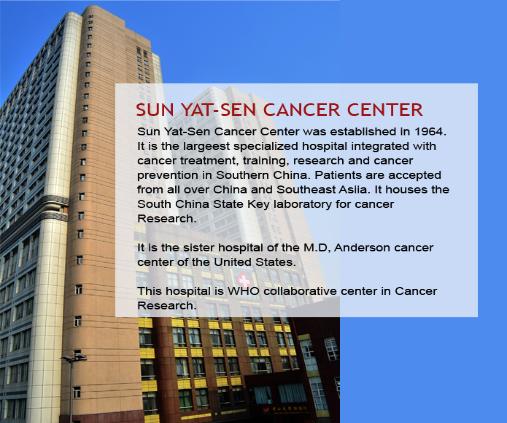 SUN YAT-SEN CANCER CENTER
Sun Yat-Sen Cancer Center was established in 1964.
It is the largeest specialized hospital integrated with
cancer treatment, training, research and cancer
prevention in Southern China. Patients are accepted
from all over China and Southeast Asiia. It houses the
South China State Key laboratory for cancer
Research.
It is the sister hospital of the M.D, Anderson cancer
center of the United States.
This hospital is WHO collaborative center in Cancer
Research.